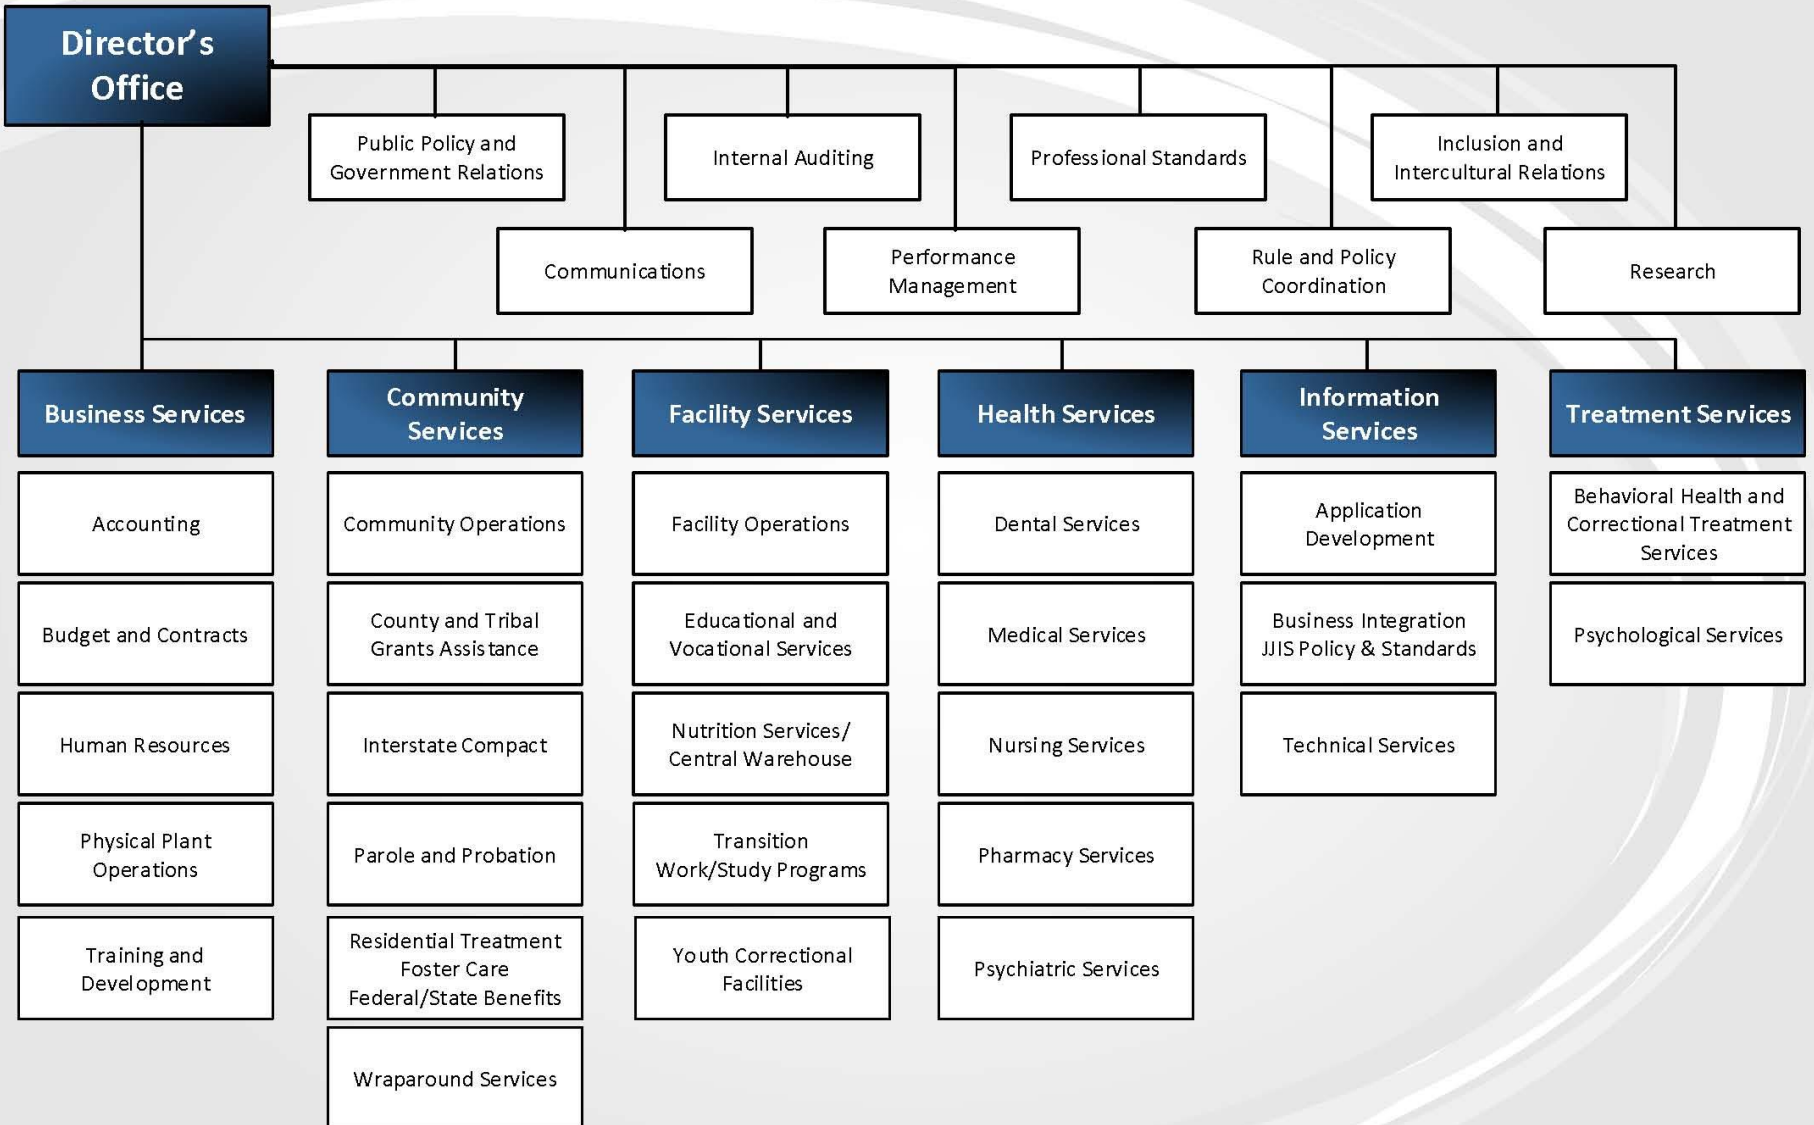 Director's
Office
Public Policy and
Government Relations
Internal Auditing
Professional Standards
Inclusion and
Intercultural Relations
Communications
Performance
Management
Rule and Policy
Coordination
Research
Business Services
Community
Services
Facility Services
Health Services
Information
Services
Treatment Services
Accounting
Budget and Contracts
Human Resources
Physical Plant
Operations
Training and
Development
Community Operations
County and Tribal
Grants Assistance
Interstate Compact
Parole and Probation
Residential Treatment
Foster Care
Federal/State Benefits
Wraparound Services
Facility Operations
Educational and
Vocational Services
Nutrition Services/
Central Warehouse
Transition
Work/Study Programs
Youth Correctional
Facilities
Dental Services
Medical Services
Nursing Services
Pharmacy Services
Psychiatric Services
Application
Development
Business Integration
JJIS Policy & Standards
Technical Services
Behavioral Health and
Correctional Treatment
Services
Psychological Services